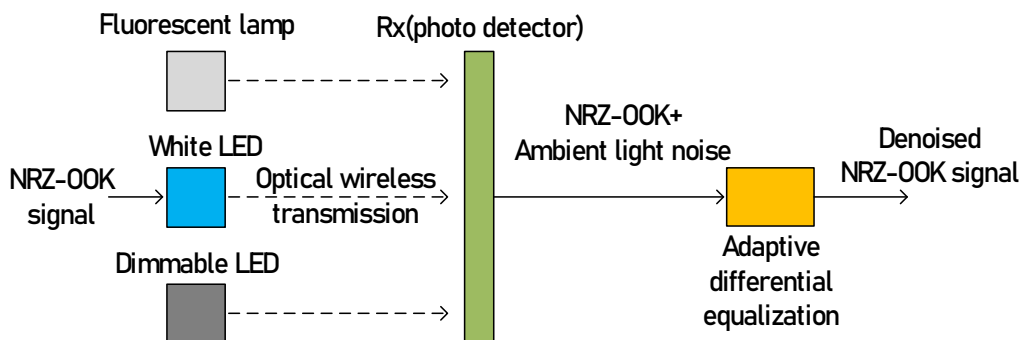 Fluorescent lamp
Rx(photo detector)
White LED
NRZ-OOK
signal
Optical wireless
transmission
NRZ-OOK+
Ambient light noise
Denoised
NRZ-OOK signal
Dimmable LED
Adaptive
differential
equalization